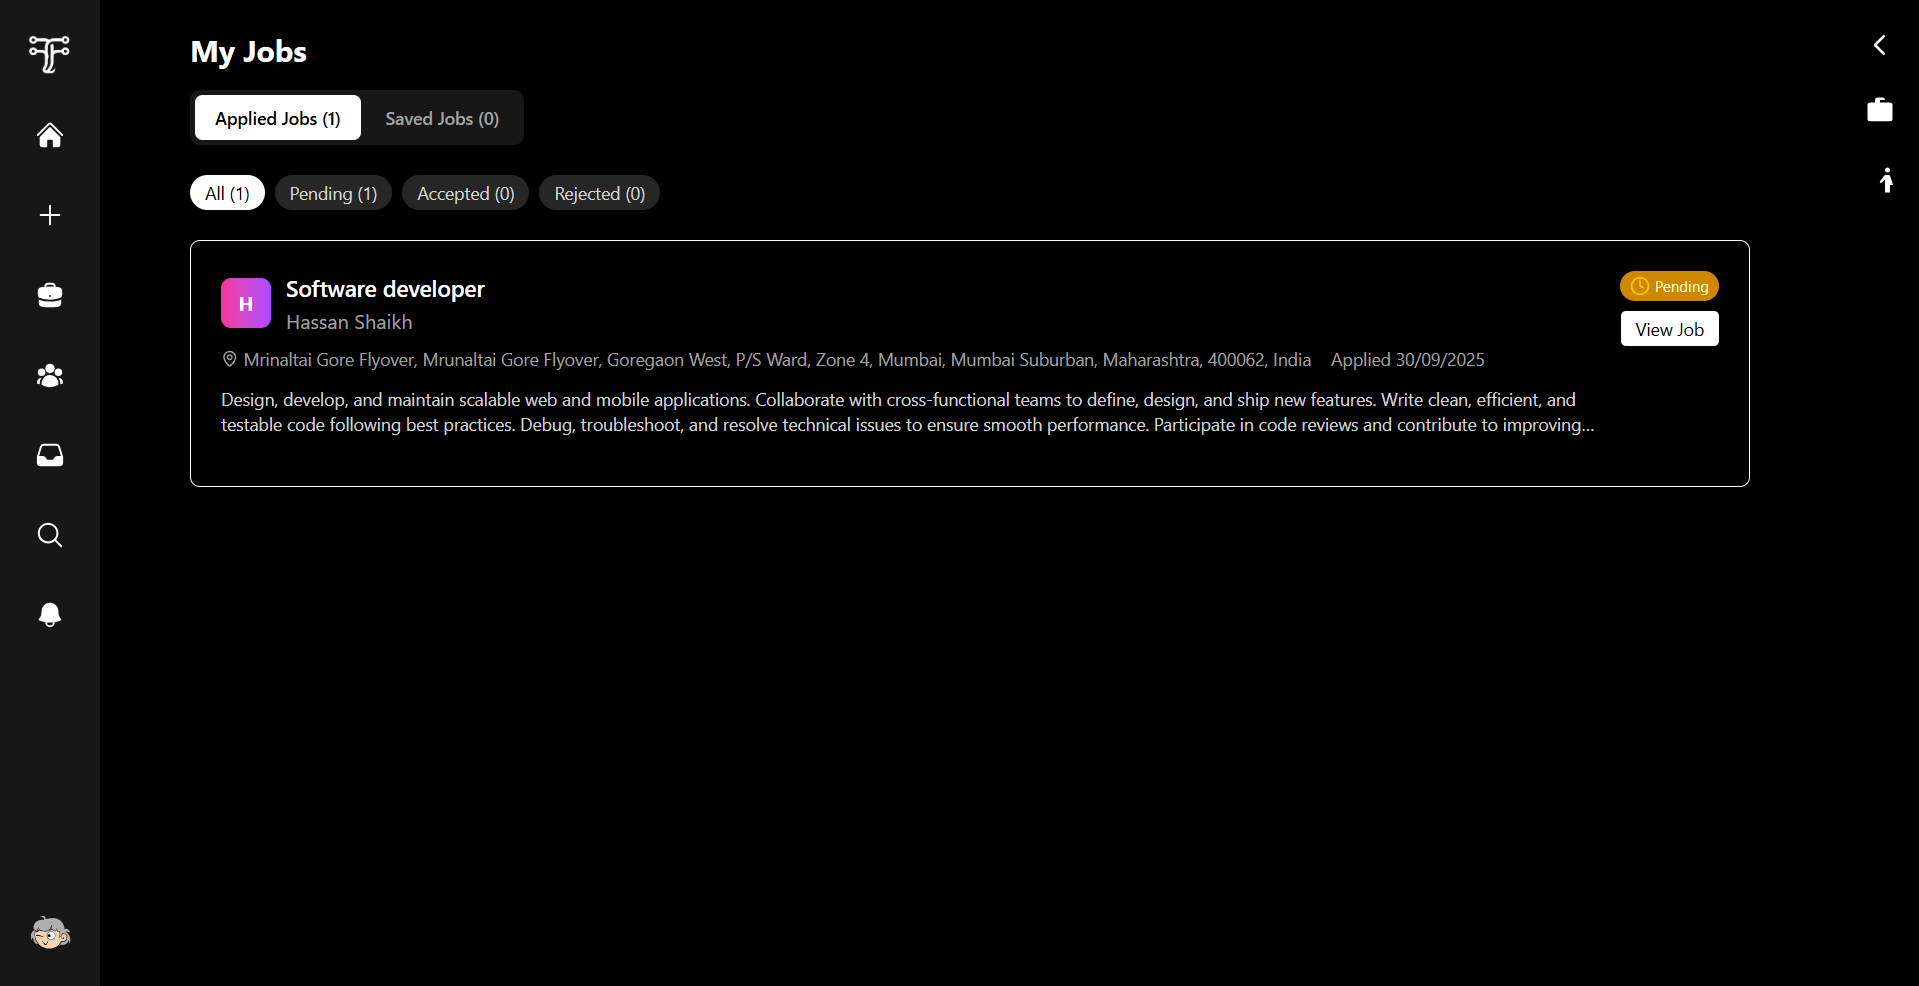 My Jobs
Applied Jobs (1) Saved Jobs (0)
All (1) Pending (1) Accepted (0) Rejected (0)
H
Software developer
Hassan Shaikh
Pending
View Job
Mrinaltai Gore Flyover, Mrunaltai Gore Flyover, Goregaon West, P/S Ward, Zone 4, Mumbai, Mumbai Suburban, Maharashtra, 400062, India Applied 30/09/2025
Design, develop, and maintain scalable web and mobile applications. Collaborate with cross-functional teams to define, design, and ship new features. Write clean, efficient, and
testable code following best practices. Debug, troubleshoot, and resolve technical issues to ensure smooth performance. Participate in code reviews and contribute to improving...